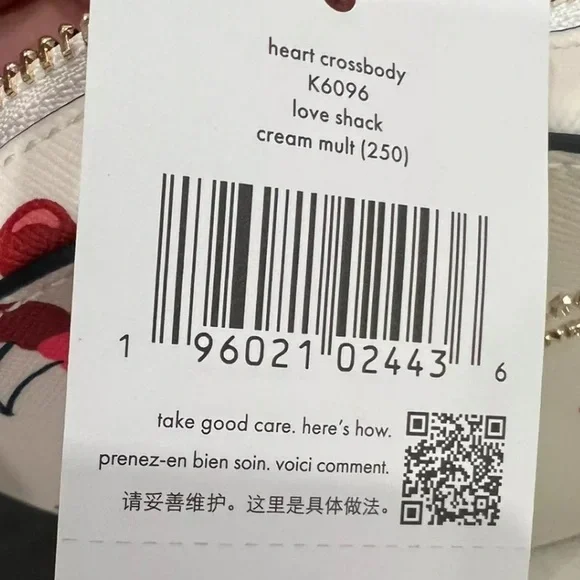 heart crossbody
K6096
love shack
cream mult (250)
1 96021 02443 6
take good care. here's how.
prenez-en bien soin. voici comment.
请妥善维护。这里是具体做法。